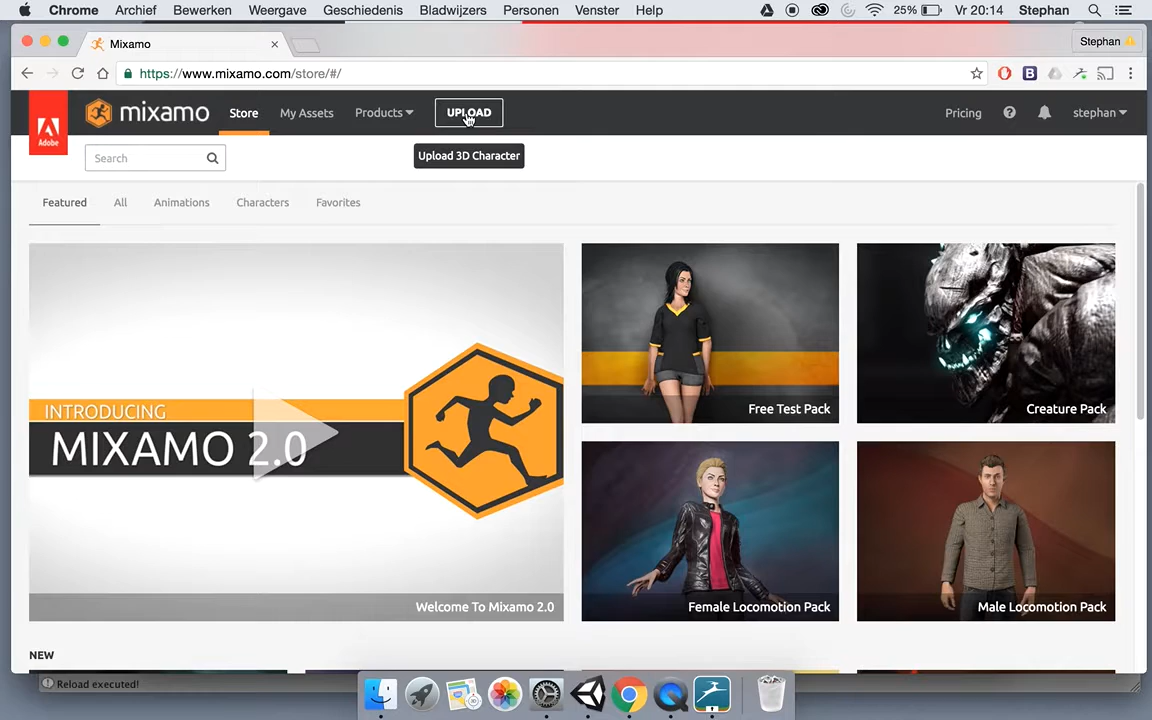 Chrome Archief Bewerken Weergave Geschiedenis Bladwijzers Personen Venster Help 25% Vr 20:14 Stephan
Mixamo
Stephan
https://www.mixamo.com/store/#/
Adobe
mixamo Store My Assets Products UPLOAD Pricing stephan
Upload 3D Character
Search
Featured All Animations Characters Favorites
INTRODUCING
MIXAMO 2.0
Welcome To Mixamo 2.0
Free Test Pack
Creature Pack
Female Locomotion Pack
Male Locomotion Pack
NEW
Reload executed!